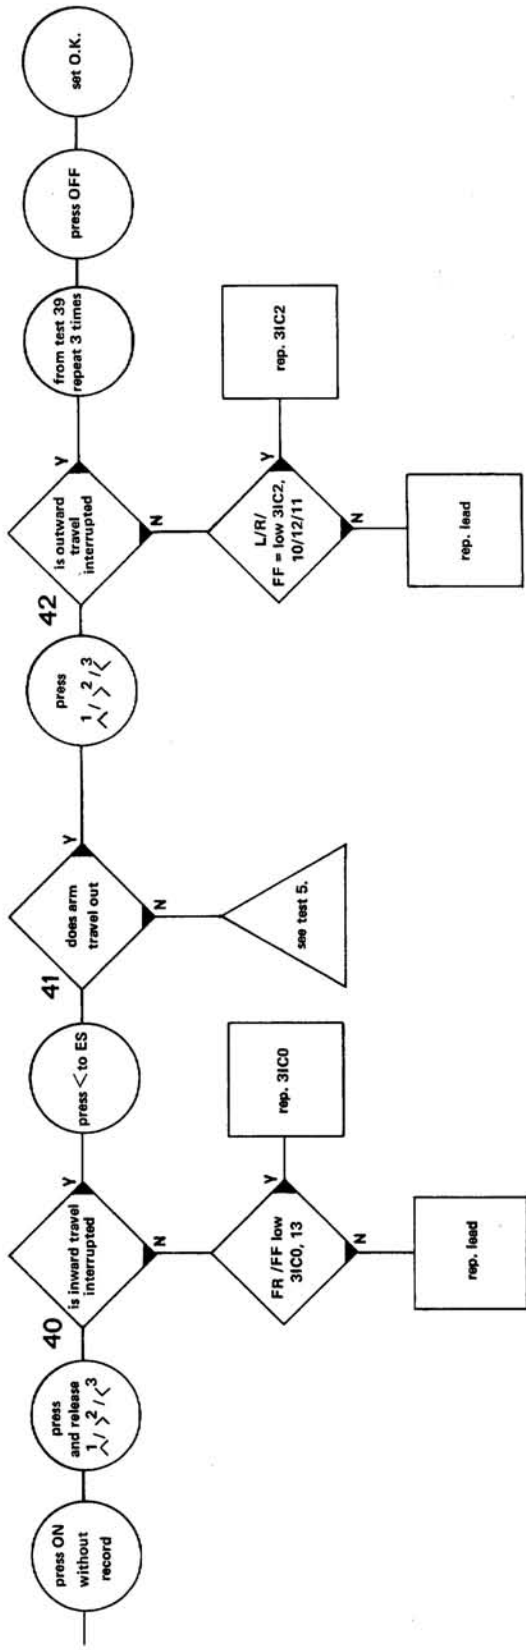 press ON
without
record
press
and release
1 2 3
∧/ > / <
40
is inward travel
interrupted
Y
N
FR /FF low
3IC0, 13
Y
rep. 3IC0
N
rep. lead
press < to ES
41
does arm
travel out
Y
N
see test 5.
press
1 2 3
∧/ > / <
42
is outward
travel
interrupted
Y
N
L/R/
FF = low 3IC2,
10/12/11
Y
rep. 3IC2
N
rep. lead
from test 39
repeat 3 times
press OFF
set O.K.